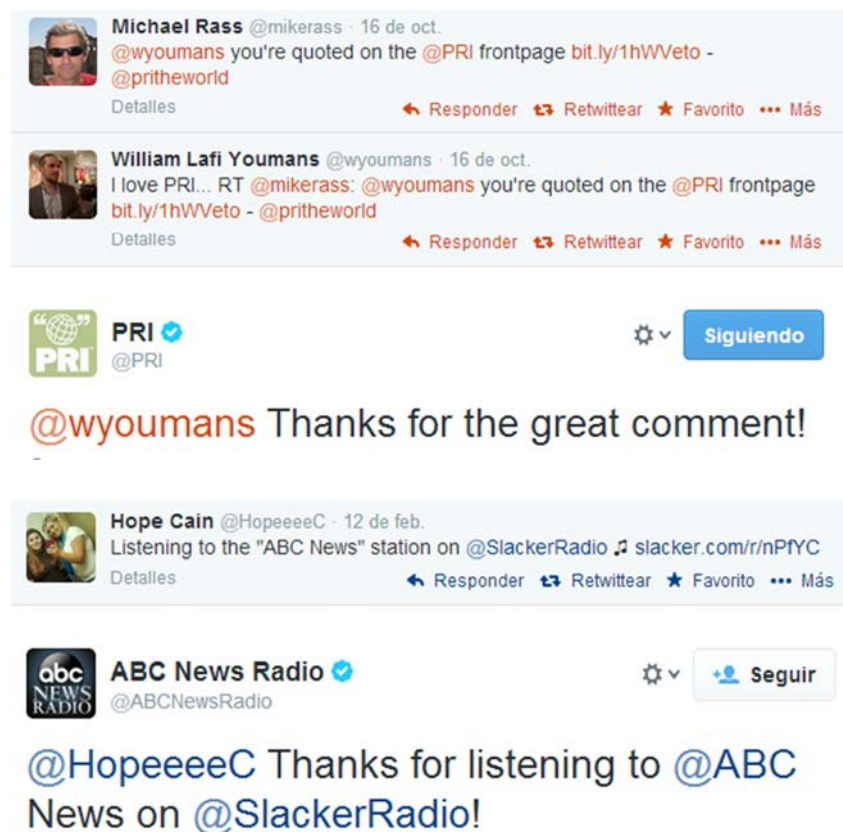 Michael Rass @mikerass · 16 de oct.
@wyoumans you're quoted on the @PRI frontpage bit.ly/1hWVeto -
@pritheworld
Detalles Responder Retwittear Favorito Más
William Lafi Youmans @wyoumans · 16 de oct.
I love PRI... RT @mikerass: @wyoumans you're quoted on the @PRI frontpage
bit.ly/1hWVeto - @pritheworld
Detalles Responder Retwittear Favorito Más
PRI
PRI
@PRI
Siguiendo
@wyoumans Thanks for the great comment!
Hope Cain @HopeeeeC · 12 de feb.
Listening to the "ABC News" station on @SlackerRadio ♫ slacker.com/r/nPfYC
Detalles Responder Retwittear Favorito Más
abc
NEWS
RADIO
ABC News Radio
@ABCNewsRadio
Seguir
@HopeeeeC Thanks for listening to @ABC
News on @SlackerRadio!